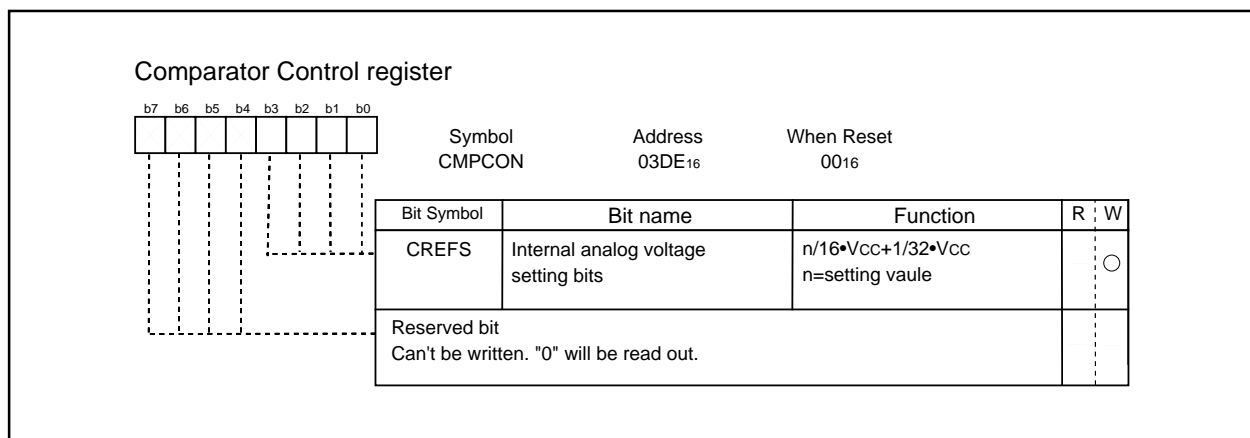 Comparator Control register
b7 b6 b5 b4 b3 b2 b1 b0
Symbol Address When Reset
CMPCON 03DE16 0016
Bit Symbol Bit name Function R W
CREFS Internal analog voltage n/16•VCC+1/32•VCC
setting bits n=setting vaule
Reserved bit
Can't be written. "0" will be read out.